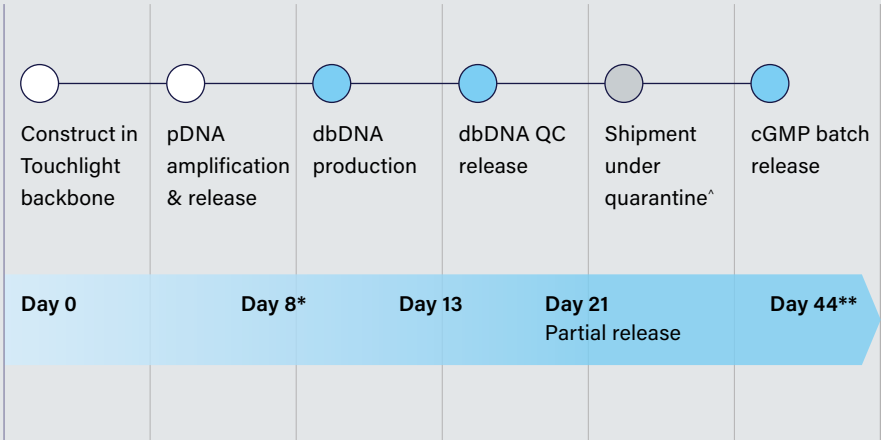 Construct in
Touchlight
backbone
pDNA
amplification
& release
dbDNA
production
dbDNA QC
release
Shipment
under
quarantine^
cGMP batch
release
Day 0
Day 8*
Day 13
Day 21
Partial release
Day 44**